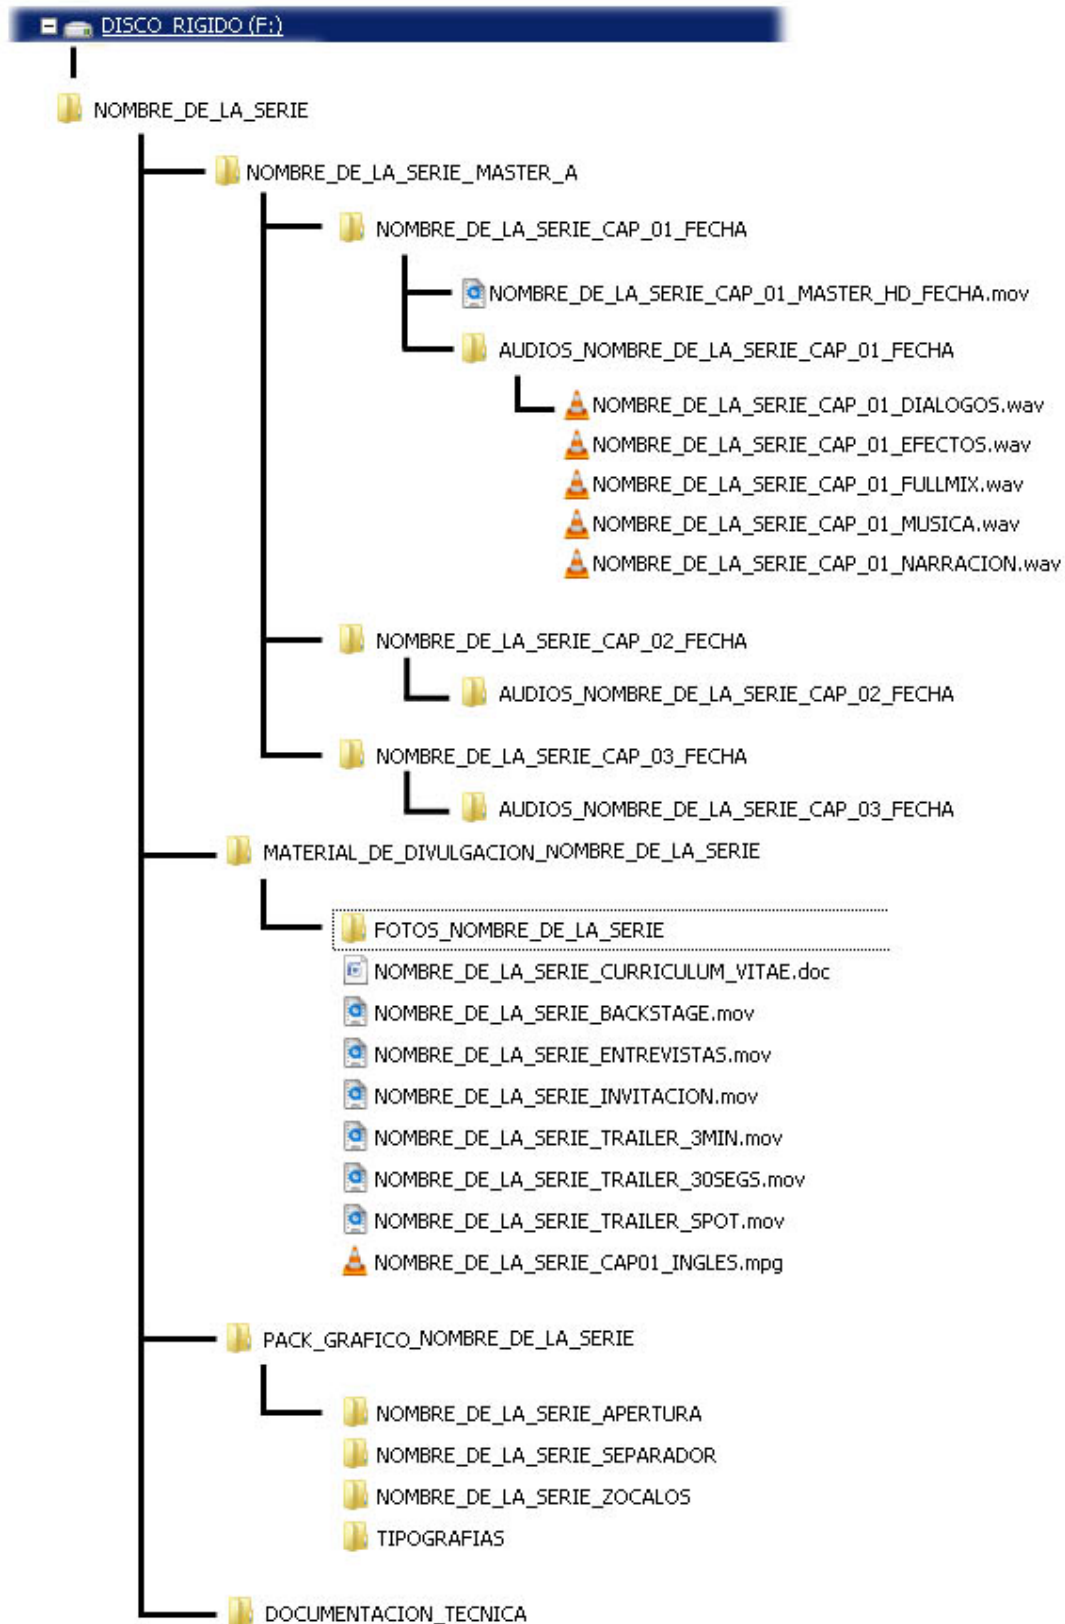 DISCO_RIGIDO (F:)
NOMBRE_DE_LA_SERIE
NOMBRE_DE_LA_SERIE_MASTER_A
NOMBRE_DE_LA_SERIE_CAP_01_FECHA
NOMBRE_DE_LA_SERIE_CAP_01_MASTER_HD_FECHA.mov
AUDIOS_NOMBRE_DE_LA_SERIE_CAP_01_FECHA
NOMBRE_DE_LA_SERIE_CAP_01_DIALOGOS.wav
NOMBRE_DE_LA_SERIE_CAP_01_EFECTOS.wav
NOMBRE_DE_LA_SERIE_CAP_01_FULLMIX.wav
NOMBRE_DE_LA_SERIE_CAP_01_MUSICA.wav
NOMBRE_DE_LA_SERIE_CAP_01_NARRACION.wav
NOMBRE_DE_LA_SERIE_CAP_02_FECHA
AUDIOS_NOMBRE_DE_LA_SERIE_CAP_02_FECHA
NOMBRE_DE_LA_SERIE_CAP_03_FECHA
AUDIOS_NOMBRE_DE_LA_SERIE_CAP_03_FECHA
MATERIAL_DE_DIVULGACION_NOMBRE_DE_LA_SERIE
FOTOS_NOMBRE_DE_LA_SERIE
NOMBRE_DE_LA_SERIE_CURRICULUM_VITAE.doc
NOMBRE_DE_LA_SERIE_BACKSTAGE.mov
NOMBRE_DE_LA_SERIE_ENTREVISTAS.mov
NOMBRE_DE_LA_SERIE_INVITACION.mov
NOMBRE_DE_LA_SERIE_TRAILER_3MIN.mov
NOMBRE_DE_LA_SERIE_TRAILER_30SEGS.mov
NOMBRE_DE_LA_SERIE_TRAILER_SPOT.mov
NOMBRE_DE_LA_SERIE_CAP01_INGLES.mpg
PACK_GRAFICO_NOMBRE_DE_LA_SERIE
NOMBRE_DE_LA_SERIE_APERTURA
NOMBRE_DE_LA_SERIE_SEPARADOR
NOMBRE_DE_LA_SERIE_ZOCALOS
TIPOGRAFIAS
DOCUMENTACION_TECNICA